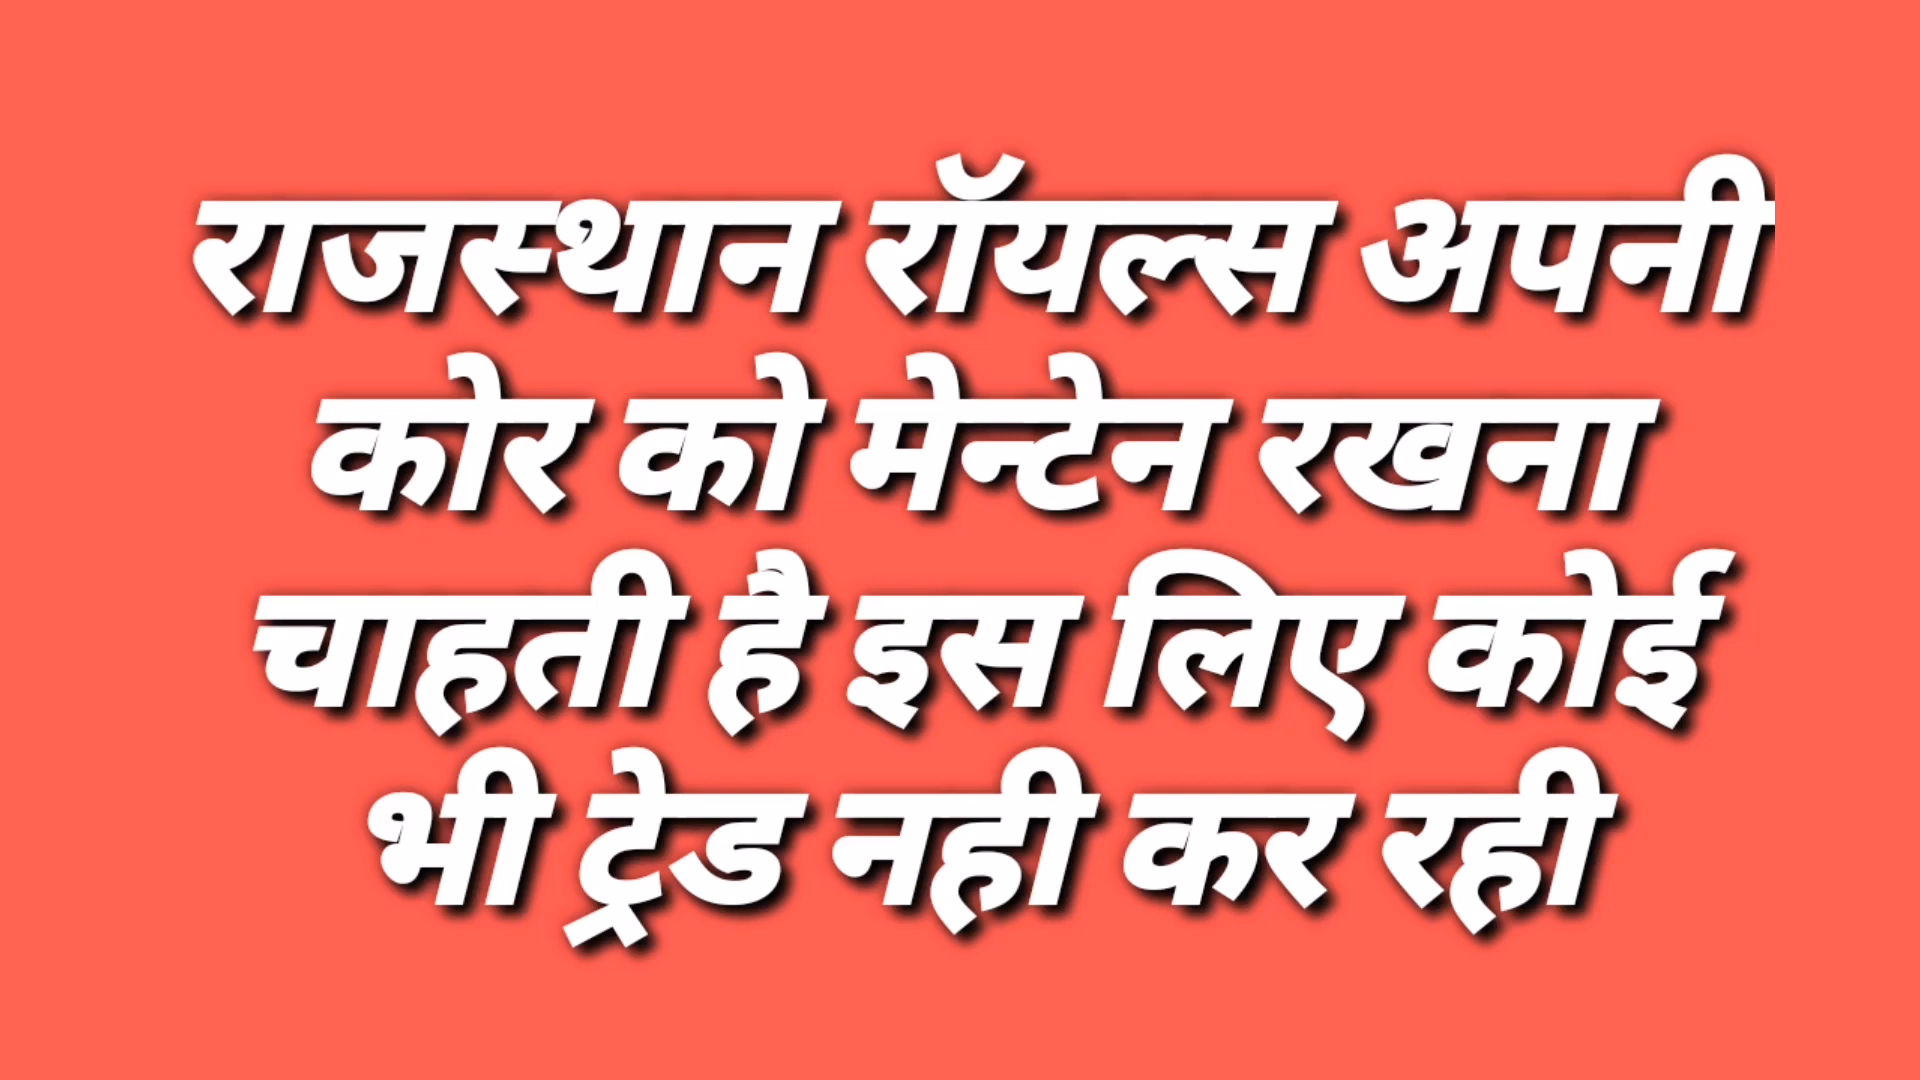 राजस्थान रॉयल्स अपनी
कोर को मेन्टेन रखना
चाहती है इस लिए कोई
भी ट्रेड नही कर रही